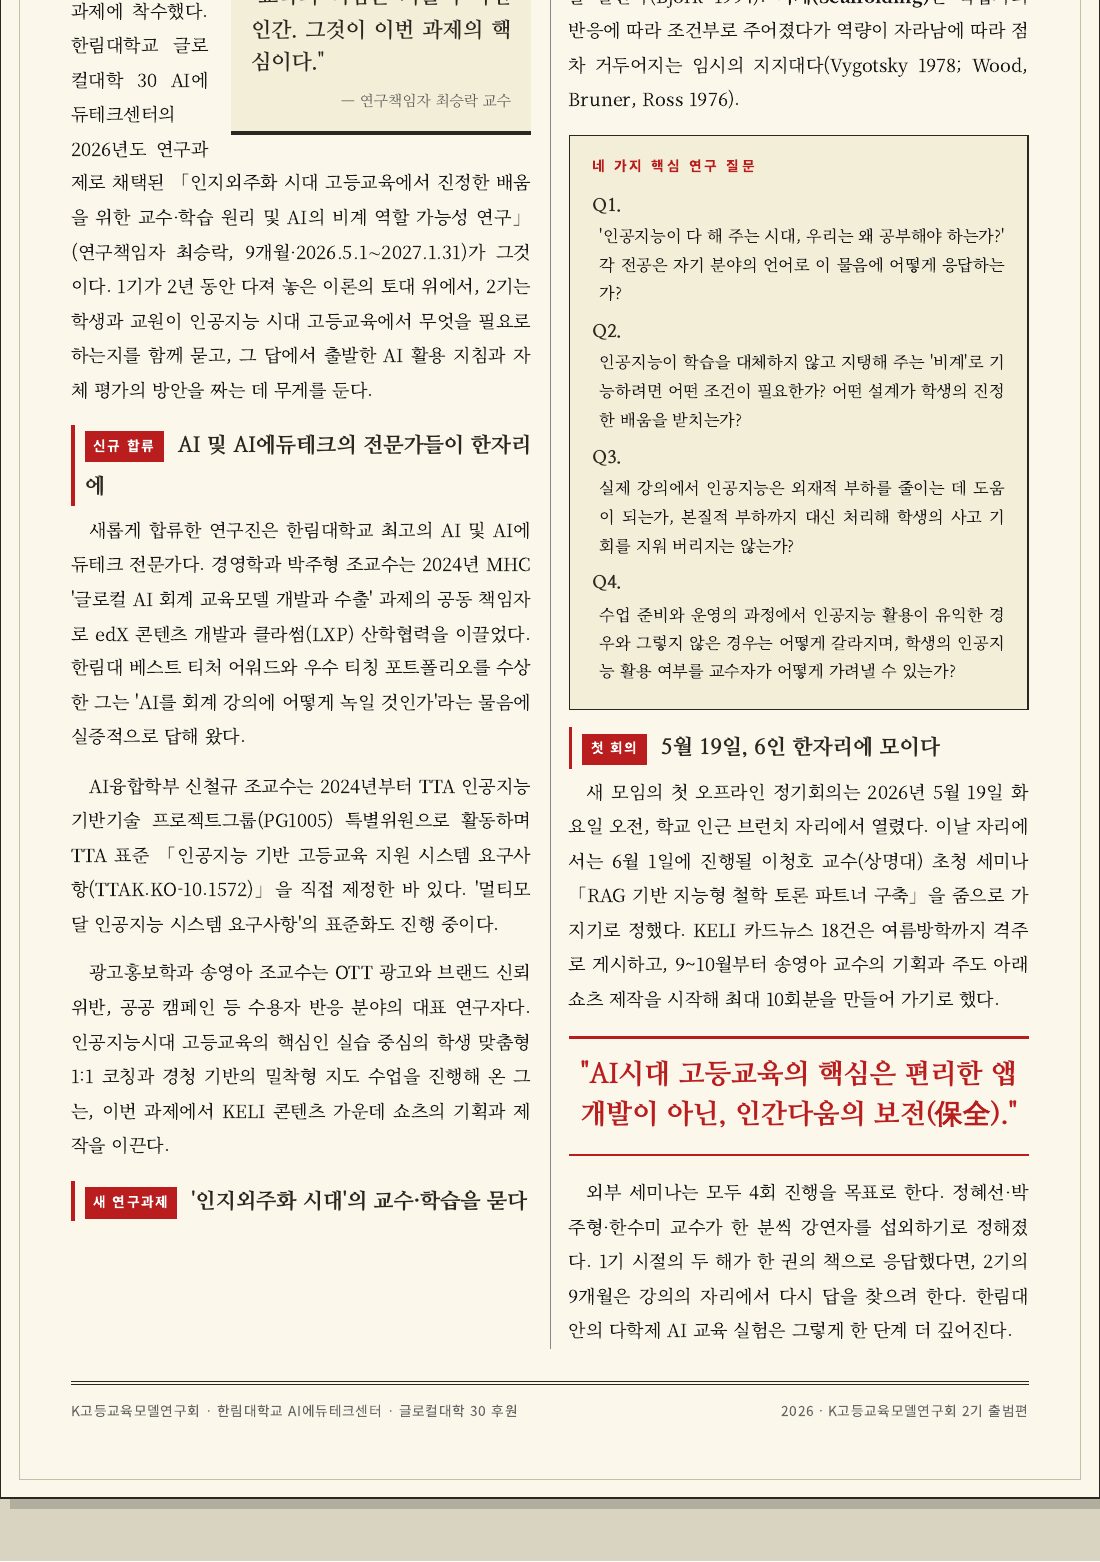 과제에 착수했다.
한림대학교 글로
컬대학 30 AI에
듀테크센터의
2026년도 연구과
인간. 그것이 이번 과제의 핵
심이다."
— 연구책임자 최승락 교수
제로 채택된 「인지외주화 시대 고등교육에서 진정한 배움
을 위한 교수·학습 원리 및 AI의 비계 역할 가능성 연구」
(연구책임자 최승락, 9개월·2026.5.1~2027.1.31)가 그것
이다. 1기가 2년 동안 다져 놓은 이론의 토대 위에서, 2기는
학생과 교원이 인공지능 시대 고등교육에서 무엇을 필요로
하는지를 함께 묻고, 그 답에서 출발한 AI 활용 지침과 자
체 평가의 방안을 짜는 데 무게를 둔다.
신규 합류 AI 및 AI에듀테크의 전문가들이 한자리
에
새롭게 합류한 연구진은 한림대학교 최고의 AI 및 AI에
듀테크 전문가다. 경영학과 박주형 조교수는 2024년 MHC
'글로컬 AI 회계 교육모델 개발과 수출' 과제의 공동 책임자
로 edX 콘텐츠 개발과 클라썸(LXP) 산학협력을 이끌었다.
한림대 베스트 티처 어워드와 우수 티칭 포트폴리오를 수상
한 그는 'AI를 회계 강의에 어떻게 녹일 것인가'라는 물음에
실증적으로 답해 왔다.
AI융합학부 신철규 조교수는 2024년부터 TTA 인공지능
기반기술 프로젝트그룹(PG1005) 특별위원으로 활동하며
TTA 표준 「인공지능 기반 고등교육 지원 시스템 요구사
항(TTAK.KO-10.1572)」을 직접 제정한 바 있다. '멀티모
달 인공지능 시스템 요구사항'의 표준화도 진행 중이다.
광고홍보학과 송영아 조교수는 OTT 광고와 브랜드 신뢰
위반, 공공 캠페인 등 수용자 반응 분야의 대표 연구자다.
인공지능시대 고등교육의 핵심인 실습 중심의 학생 맞춤형
1:1 코칭과 경청 기반의 밀착형 지도 수업을 진행해 온 그
는, 이번 과제에서 KELI 콘텐츠 가운데 쇼츠의 기획과 제
작을 이끈다.
새 연구과제 '인지외주화 시대'의 교수·학습을 묻다
반응에 따라 조건부로 주어졌다가 역량이 자라남에 따라 점
차 거두어지는 임시의 지지대다(Vygotsky 1978; Wood,
Bruner, Ross 1976).
네 가지 핵심 연구 질문
Q1.
'인공지능이 다 해 주는 시대, 우리는 왜 공부해야 하는가?'
각 전공은 자기 분야의 언어로 이 물음에 어떻게 응답하는
가?
Q2.
인공지능이 학습을 대체하지 않고 지탱해 주는 '비계'로 기
능하려면 어떤 조건이 필요한가? 어떤 설계가 학생의 진정
한 배움을 받치는가?
Q3.
실제 강의에서 인공지능은 외재적 부하를 줄이는 데 도움
이 되는가, 본질적 부하까지 대신 처리해 학생의 사고 기
회를 지워 버리지는 않는가?
Q4.
수업 준비와 운영의 과정에서 인공지능 활용이 유익한 경
우와 그렇지 않은 경우는 어떻게 갈라지며, 학생의 인공지
능 활용 여부를 교수자가 어떻게 가려낼 수 있는가?
첫 회의 5월 19일, 6인 한자리에 모이다
새 모임의 첫 오프라인 정기회의는 2026년 5월 19일 화
요일 오전, 학교 인근 브런치 자리에서 열렸다. 이날 자리에
서는 6월 1일에 진행될 이청호 교수(상명대) 초청 세미나
「RAG 기반 지능형 철학 토론 파트너 구축」을 줌으로 가
지기로 정했다. KELI 카드뉴스 18건은 여름방학까지 격주
로 게시하고, 9~10월부터 송영아 교수의 기획과 주도 아래
쇼츠 제작을 시작해 최대 10회분을 만들어 가기로 했다.
"AI시대 고등교육의 핵심은 편리한 앱
개발이 아닌, 인간다움의 보전(保全)."
외부 세미나는 모두 4회 진행을 목표로 한다. 정혜선·박
주형·한수미 교수가 한 분씩 강연자를 섭외하기로 정해졌
다. 1기 시절의 두 해가 한 권의 책으로 응답했다면, 2기의
9개월은 강의의 자리에서 다시 답을 찾으려 한다. 한림대
안의 다학제 AI 교육 실험은 그렇게 한 단계 더 깊어진다.
K고등교육모델연구회 · 한림대학교 AI에듀테크센터 · 글로컬대학 30 후원
2026 · K고등교육모델연구회 2기 출범편